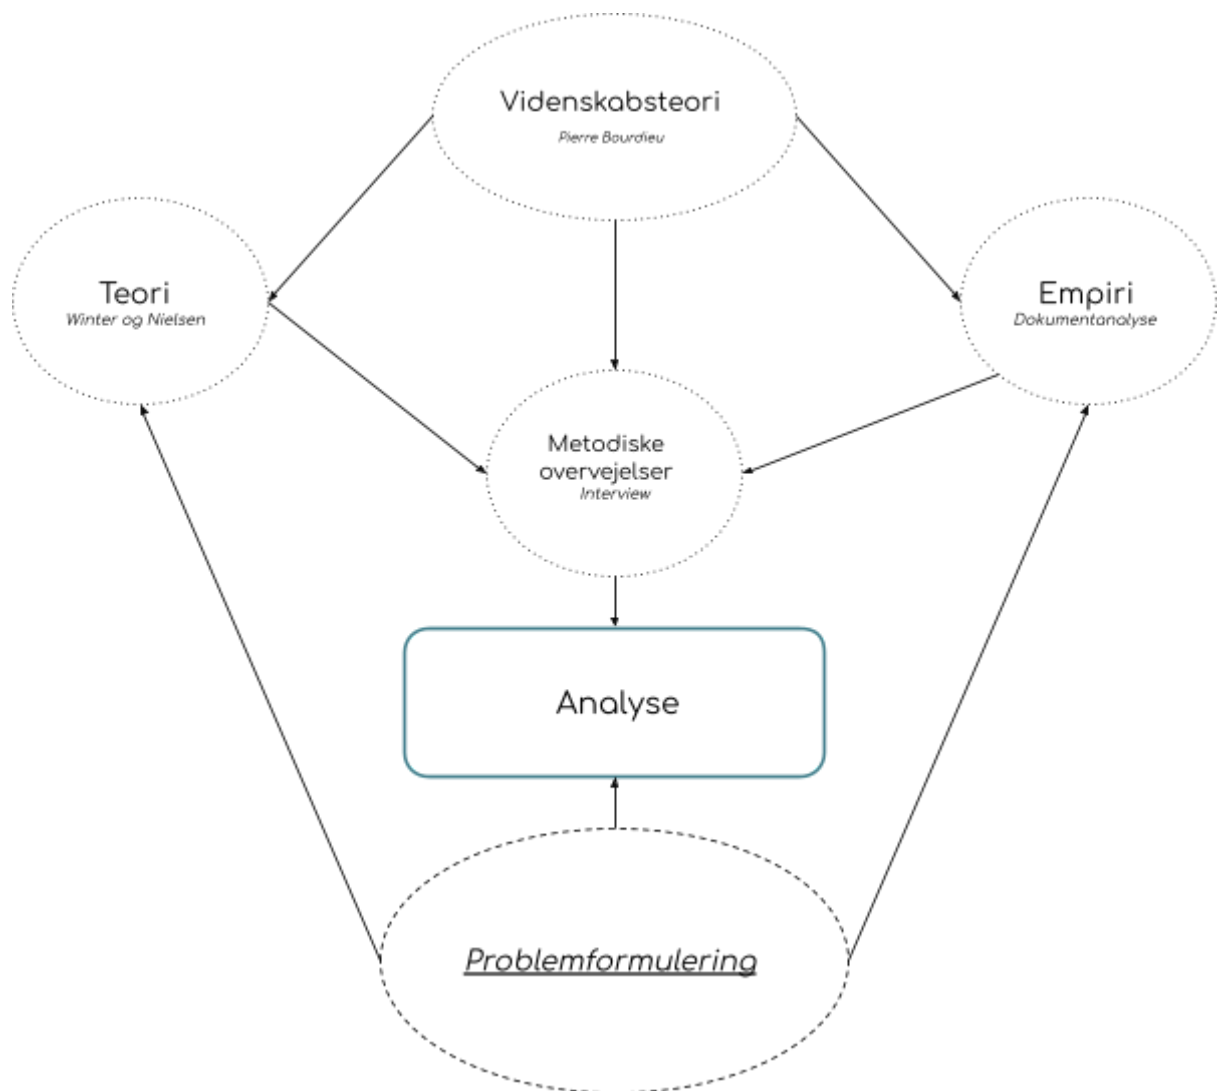 Videnskabsteori
Pierre Bourdieu
Teori
Winter og Nielsen
Empiri
Dokumentanalyse
Metodiske
overvejelser
Interview
Analyse
Problemformulering